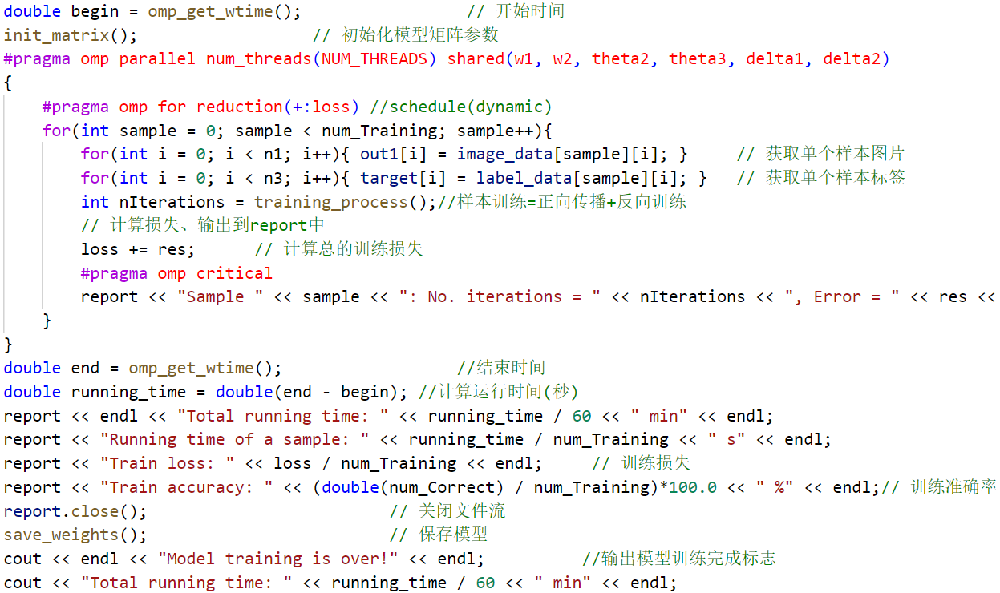 double begin = omp_get_wtime(); // 开始时间
init_matrix(); // 初始化模型矩阵参数
#pragma omp parallel num_threads(NUM_THREADS) shared(w1, w2, theta2, theta3, delta1, delta2)
{
#pragma omp for reduction(+:loss) //schedule(dynamic)
for(int sample = 0; sample < num_Training; sample++){
for(int i = 0; i < n1; i++){ out1[i] = image_data[sample][i]; } // 获取单个样本图片
for(int i = 0; i < n3; i++){ target[i] = label_data[sample][i]; } // 获取单个样本标签
int nIterations = training_process();//样本训练=正向传播+反向训练
// 计算损失、输出到report中
loss += res; // 计算总的训练损失
#pragma omp critical
report << "Sample " << sample << ": No. iterations = " << nIterations << ", Error = " << res <<
}
}
double end = omp_get_wtime(); //结束时间
double running_time = double(end - begin); //计算运行时间(秒)
report << endl << "Total running time: " << running_time / 60 << " min" << endl;
report << "Running time of a sample: " << running_time / num_Training << " s" << endl;
report << "Train loss: " << loss / num_Training << endl; // 训练损失
report << "Train accuracy: " << (double(num_Correct) / num_Training)*100.0 << " %" << endl;// 训练准确率
report.close(); // 关闭文件流
save_weights(); // 保存模型
cout << endl << "Model training is over!" << endl; //输出模型训练完成标志
cout << "Total running time: " << running_time / 60 << " min" << endl;